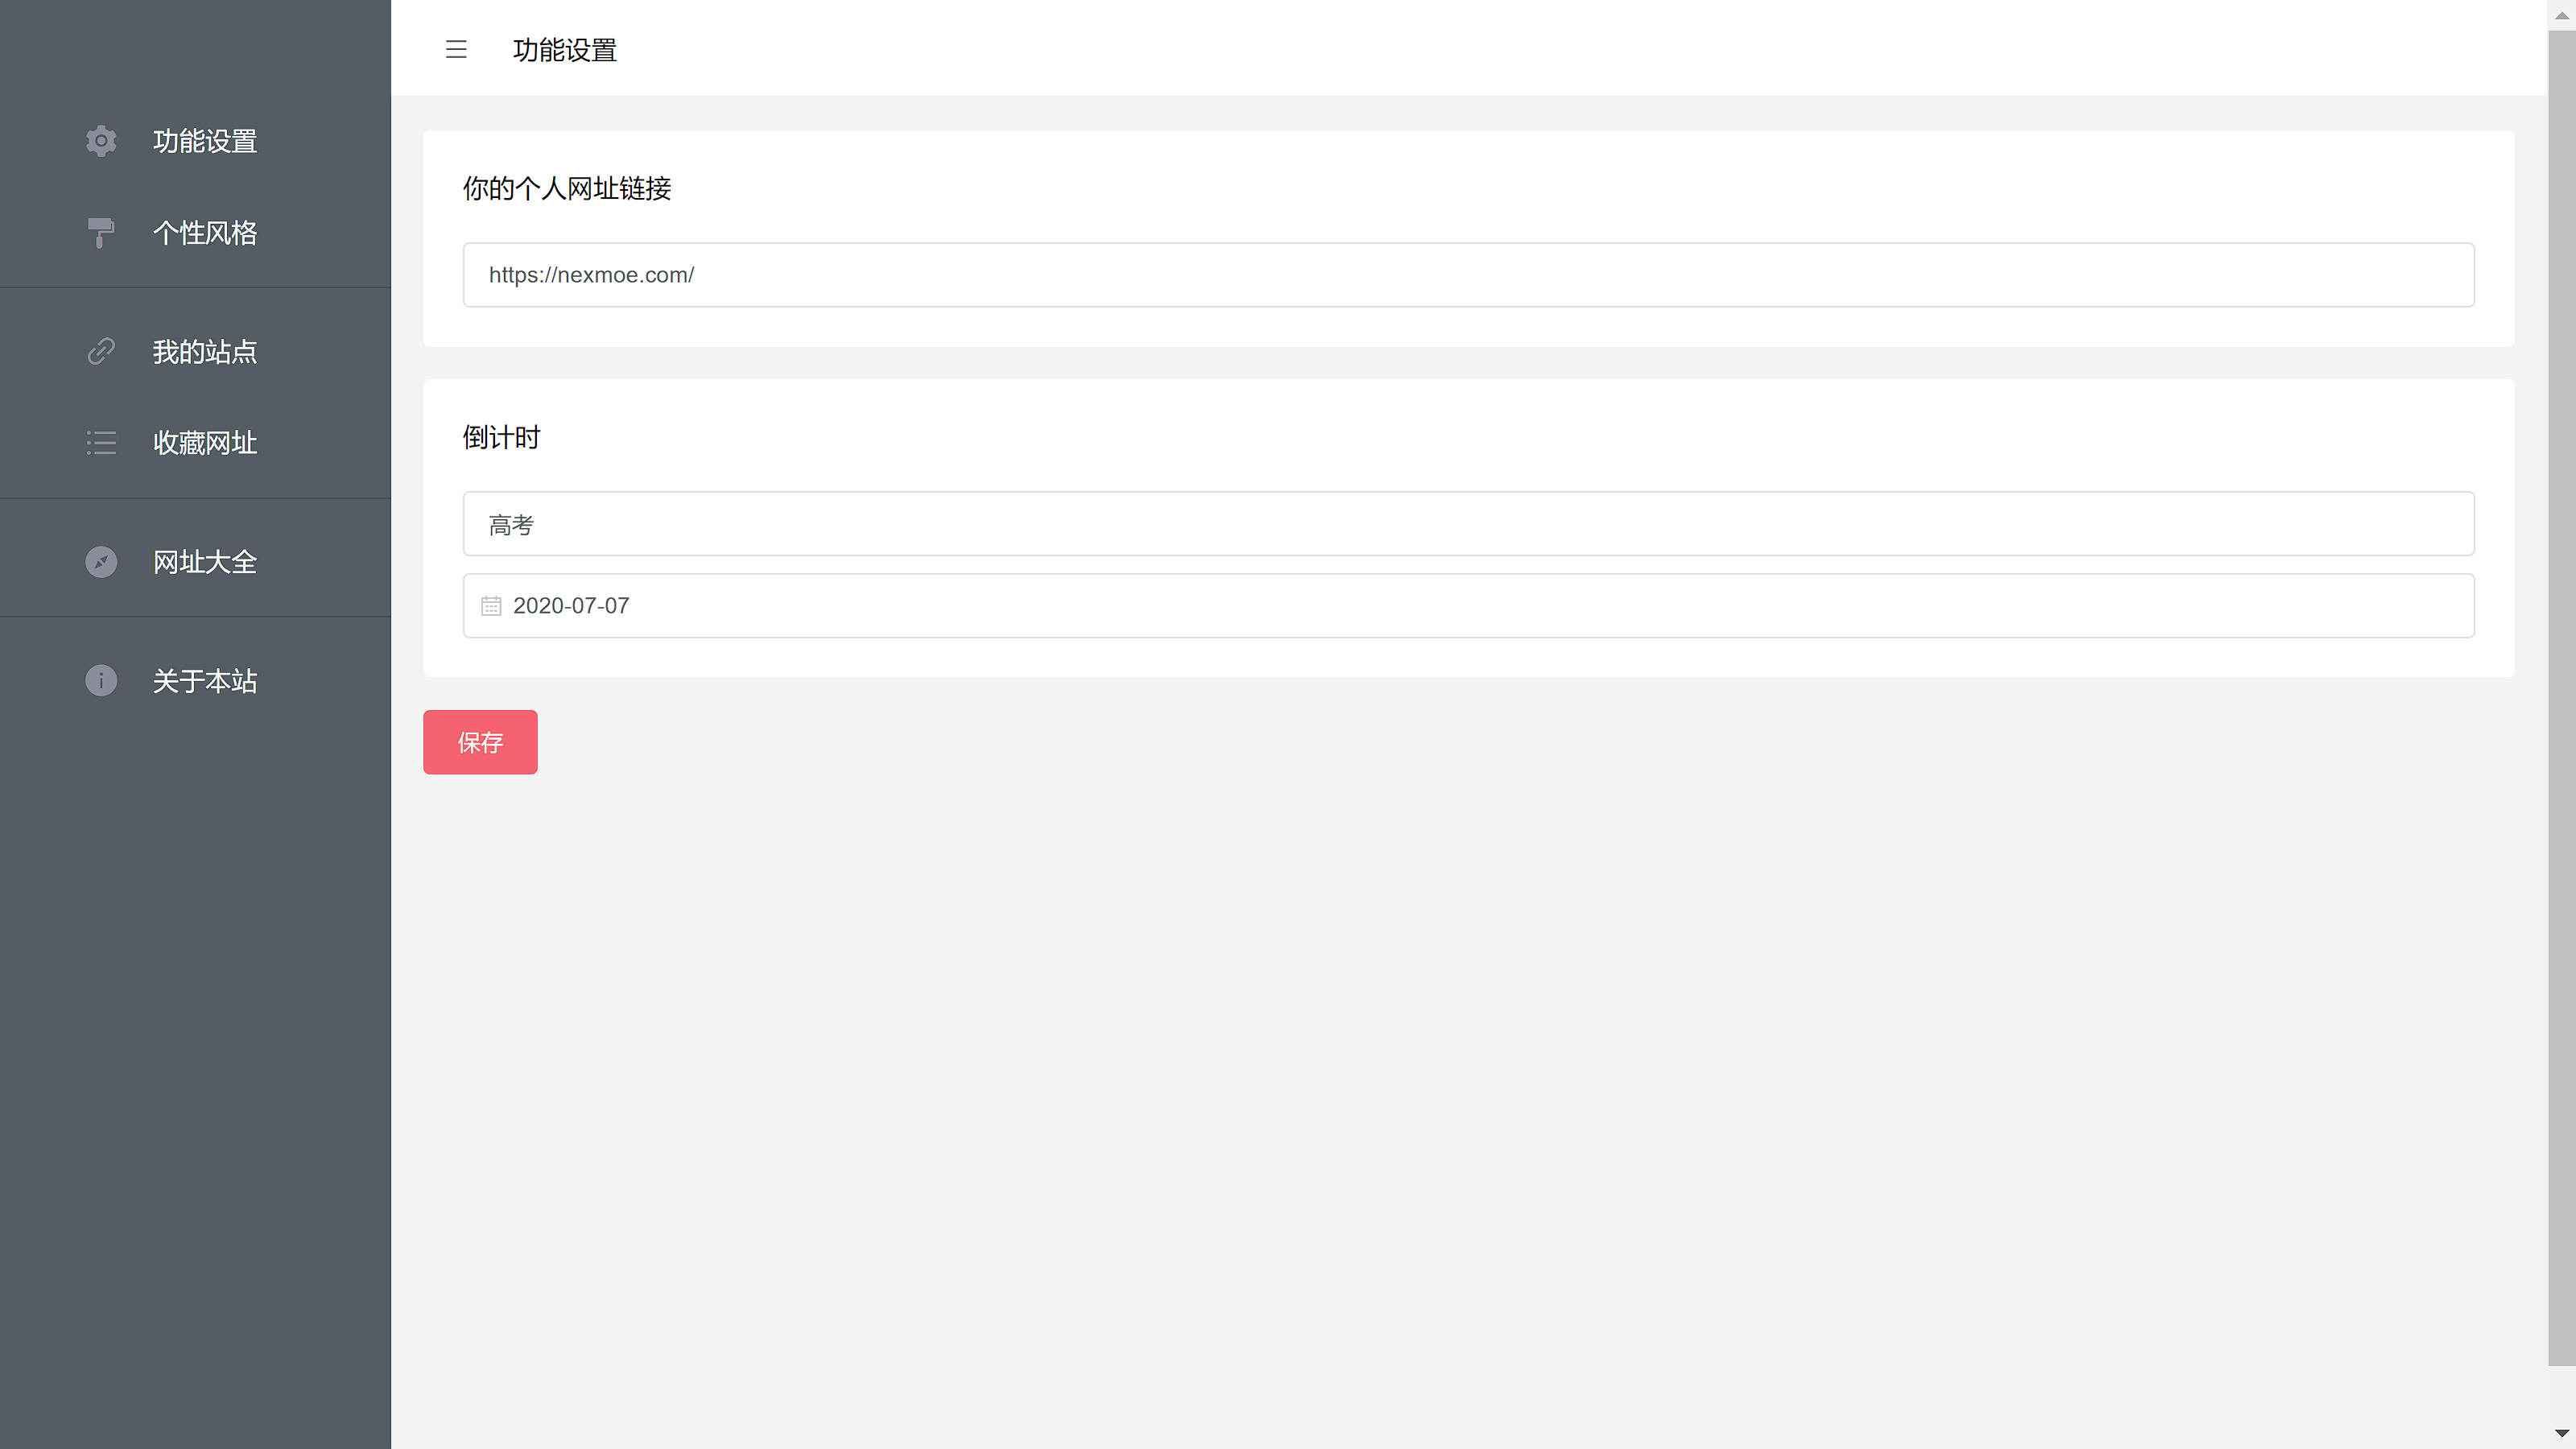 功能设置
个性风格
我的站点
收藏网址
网址大全
关于本站
功能设置
你的个人网址链接
https://nexmoe.com/
倒计时
高考
2020-07-07
保存